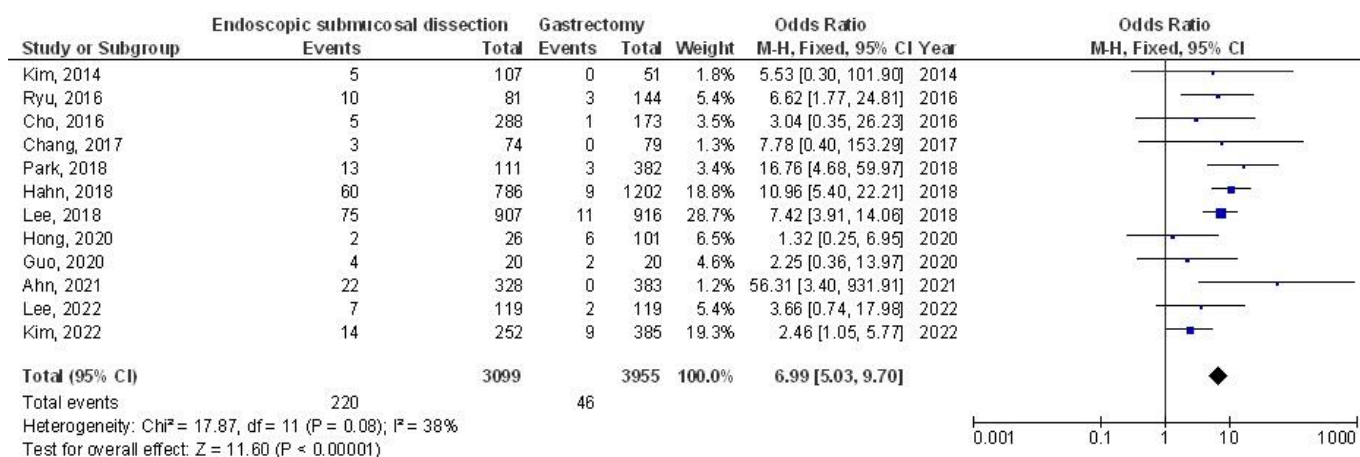 Endoscopic submucosal dissection Gastrectomy Odds Ratio Odds Ratio
Study or Subgroup Events Total Events Total Weight M-H, Fixed, 95% CI Year M-H, Fixed, 95% CI
Kim, 2014 5 107 0 51 1.8% 5.53 [0.30, 101.90] 2014
Ryu, 2016 10 81 3 144 5.4% 6.62 [1.77, 24.81] 2016
Cho, 2016 5 288 1 173 3.5% 3.04 [0.35, 26.23] 2016
Chang, 2017 3 74 0 79 1.3% 7.78 [0.40, 153.29] 2017
Park, 2018 13 111 3 382 3.4% 16.76 [4.68, 59.97] 2018
Hahn, 2018 60 786 9 1202 18.8% 10.96 [5.40, 22.21] 2018
Lee, 2018 75 907 11 916 28.7% 7.42 [3.91, 14.06] 2018
Hong, 2020 2 26 6 101 6.5% 1.32 [0.25, 6.95] 2020
Guo, 2020 4 20 2 20 4.6% 2.25 [0.36, 13.97] 2020
Ahn, 2021 22 328 0 383 1.2% 56.31 [3.40, 931.91] 2021
Lee, 2022 7 119 2 119 5.4% 3.66 [0.74, 17.98] 2022
Kim, 2022 14 252 9 385 19.3% 2.46 [1.05, 5.77] 2022
Total (95% CI) 3099 3955 100.0% 6.99 [5.03, 9.70]
Total events 220 46
Heterogeneity: Chi² = 17.87, df = 11 (P = 0.08); I² = 38%
Test for overall effect: Z = 11.60 (P < 0.00001)
0.001 0.1 1 10 1000